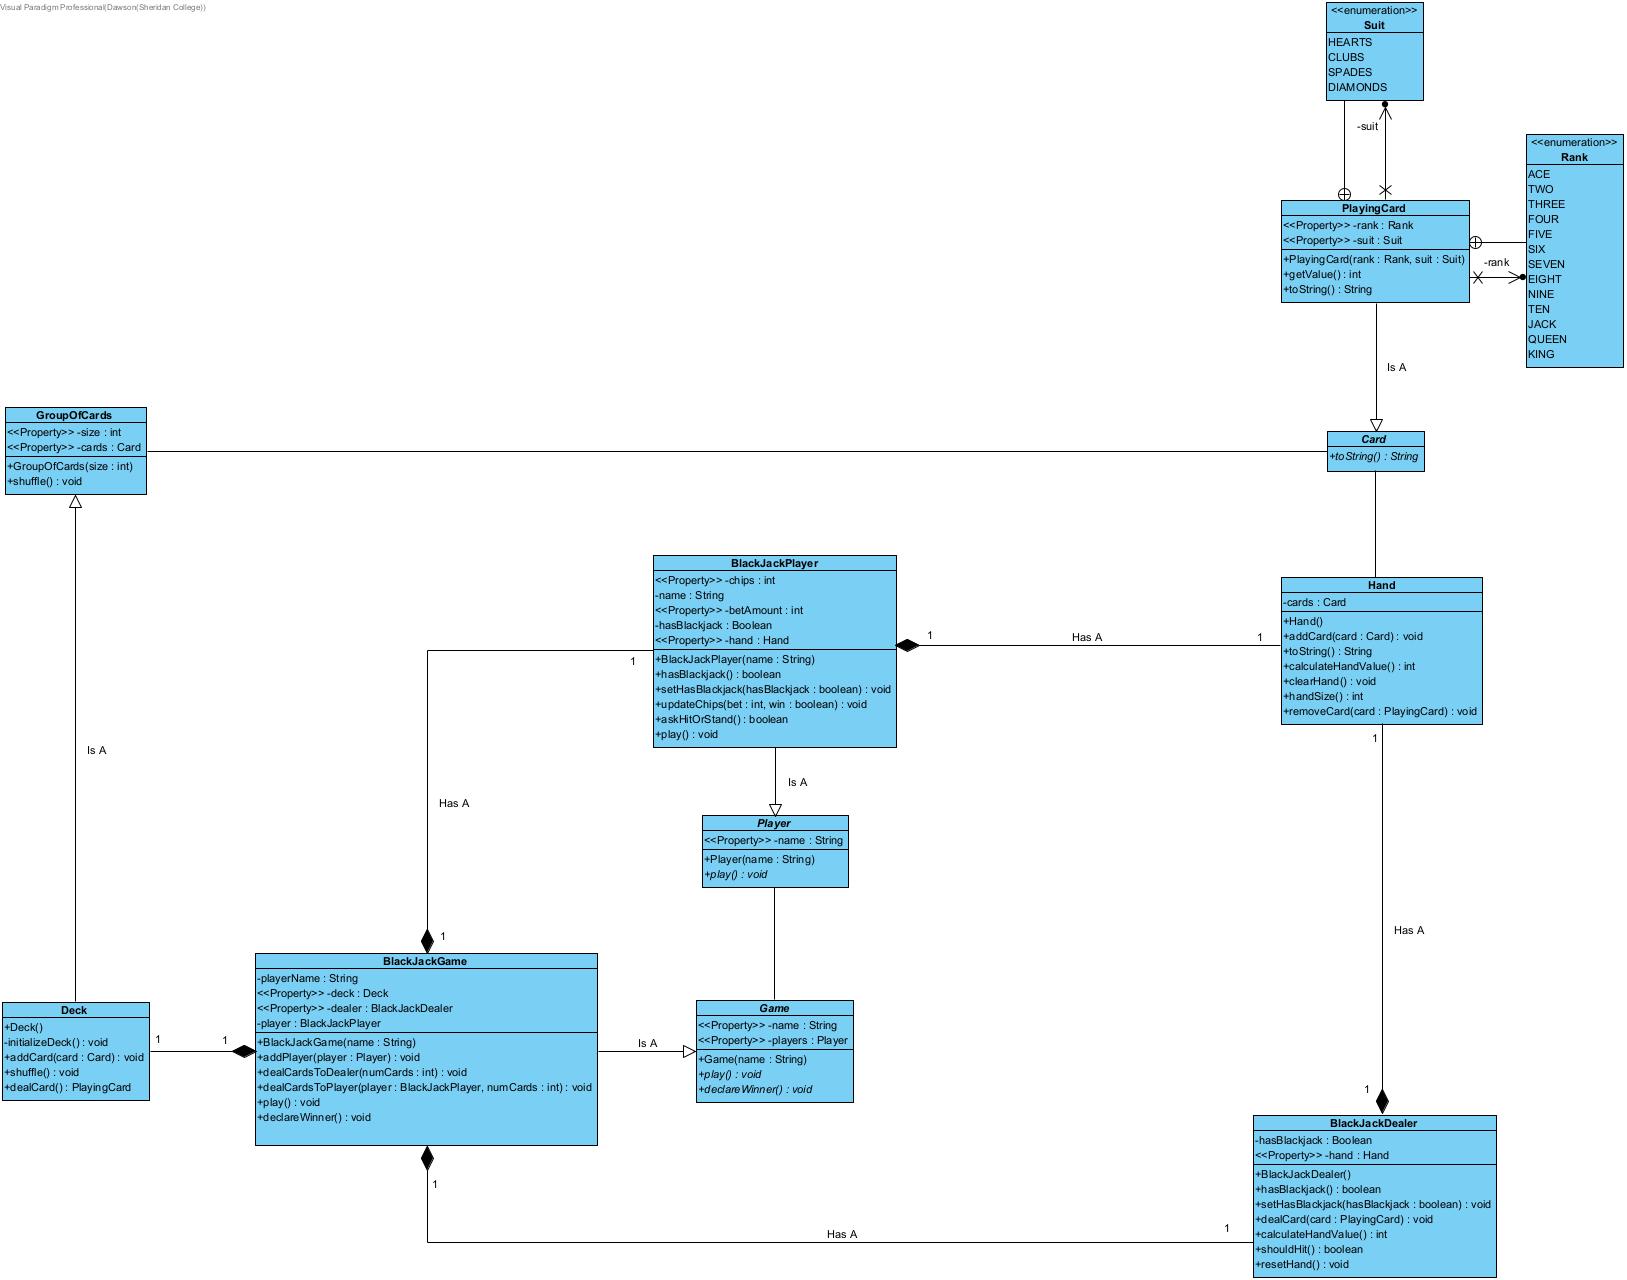 Visual Paradigm Professional(Dawson(Sheridan College))
<<enumeration>>
Suit
HEARTS
CLUBS
SPADES
DIAMONDS
-suit
<<enumeration>>
Rank
ACE
TWO
THREE
FOUR
FIVE
SIX
SEVEN
EIGHT
NINE
TEN
JACK
QUEEN
KING
PlayingCard
<<Property>> -rank : Rank
<<Property>> -suit : Suit
+PlayingCard(rank : Rank, suit : Suit)
+getValue() : int
+toString() : String
-rank
Is A
GroupOfCards
<<Property>> -size : int
<<Property>> -cards : Card
+GroupOfCards(size : int)
+shuffle() : void
Card
+toString() : String
BlackJackPlayer
<<Property>> -chips : int
-name : String
<<Property>> -betAmount : int
-hasBlackjack : Boolean
<<Property>> -hand : Hand
+BlackJackPlayer(name : String)
+hasBlackjack() : boolean
+setHasBlackjack(hasBlackjack : boolean) : void
+updateChips(bet : int, win : boolean) : void
+askHitOrStand() : boolean
+play() : void
1
Has A
1
1
Hand
-cards : Card
+Hand()
+addCard(card : Card) : void
+toString() : String
+calculateHandValue() : int
+clearHand() : void
+handSize() : int
+removeCard(card : PlayingCard) : void
1
Is A
Is A
Has A
Player
<<Property>> -name : String
+Player(name : String)
+play() : void
Has A
1
BlackJackGame
-playerName : String
<<Property>> -deck : Deck
<<Property>> -dealer : BlackJackDealer
-player : BlackJackPlayer
+BlackJackGame(name : String)
+addPlayer(player : Player) : void
+dealCardsToDealer(numCards : int) : void
+dealCardsToPlayer(player : BlackJackPlayer, numCards : int) : void
+play() : void
+declareWinner() : void
Deck
+Deck()
-initializeDeck() : void
+addCard(card : Card) : void
+shuffle() : void
+dealCard() : PlayingCard
1
1
Is A
Game
<<Property>> -name : String
<<Property>> -players : Player
+Game(name : String)
+play() : void
+declareWinner() : void
1
BlackJackDealer
-hasBlackjack : Boolean
<<Property>> -hand : Hand
+BlackJackDealer()
+hasBlackjack() : boolean
+setHasBlackjack(hasBlackjack : boolean) : void
+dealCard(card : PlayingCard) : void
+calculateHandValue() : int
+shouldHit() : boolean
+resetHand() : void
1
Has A
1